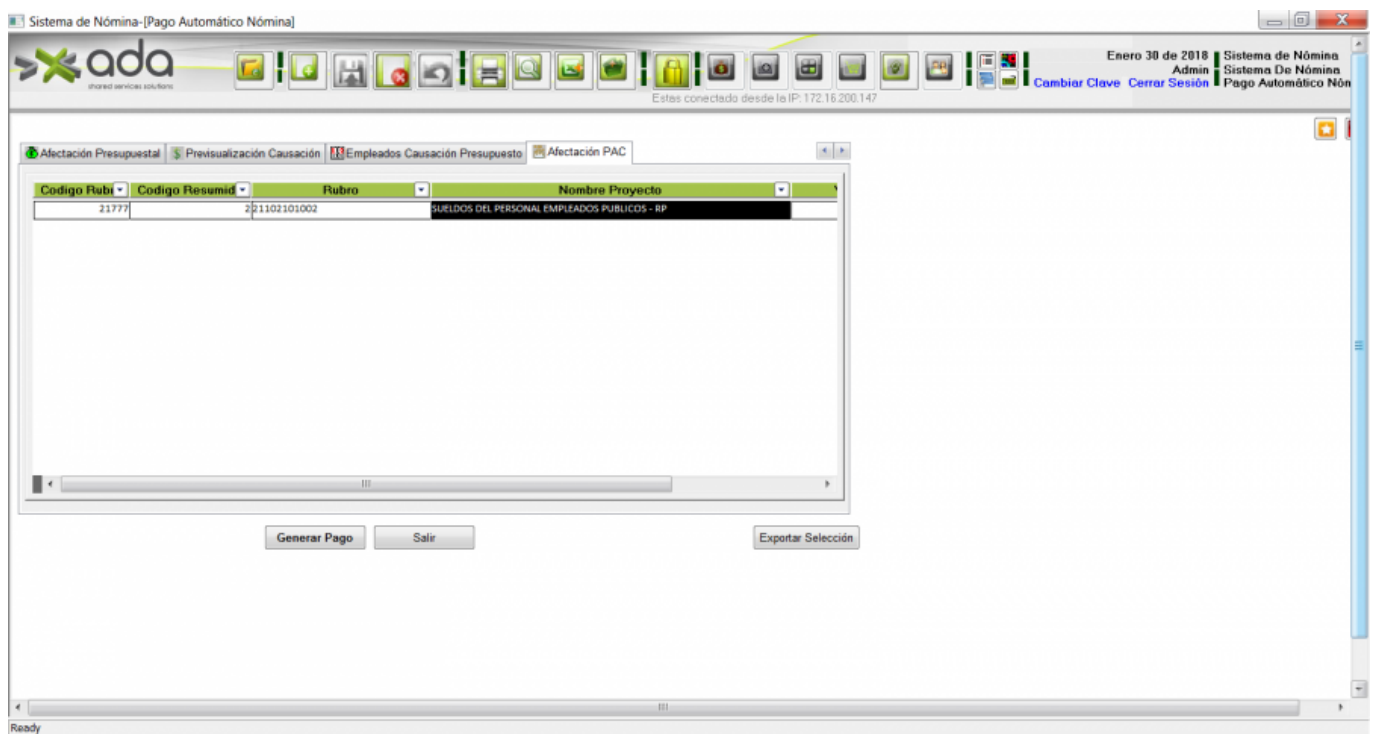 Sistema de Nómina-[Pago Automático Nómina]
ada
shared services solutions
Enero 30 de 2018 Sistema de Nómina
Admin Sistema De Nómina
Cambiar Clave Cerrar Sesión Pago Automático Nón
Estas conectado desde la IP: 172.16.200.147
Afectación Presupuestal Previsualización Causación Empleados Causación Presupuesto Afectación PAC
Codigo Rubr Codigo Resumid Rubro Nombre Proyecto
21777 2 21102101002 SUELDOS DEL PERSONAL EMPLEADOS PUBLICOS - RP
Generar Pago Salir Exportar Selección
Ready